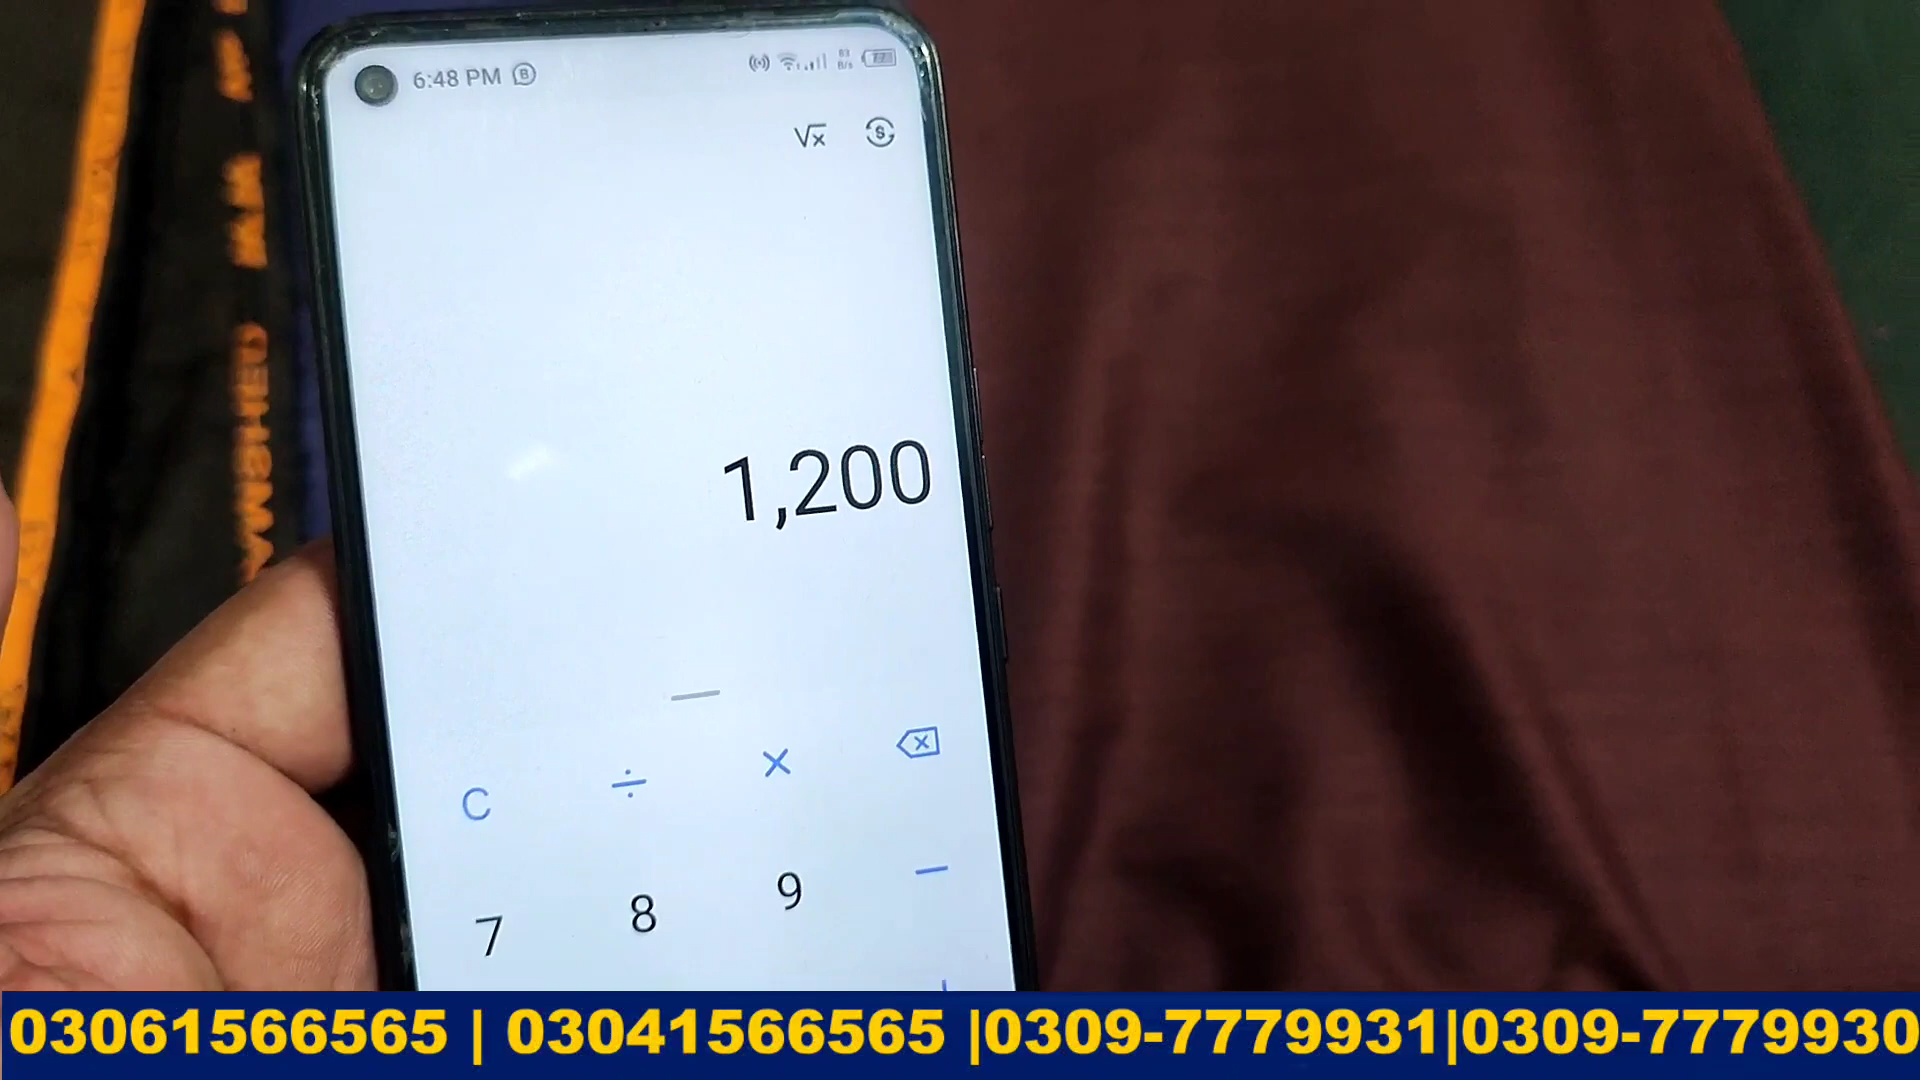 6:48 PM
√x
1,200
C ÷ × 
7 8 9 −
03061566565 | 03041566565 |0309-7779931|0309-7779930